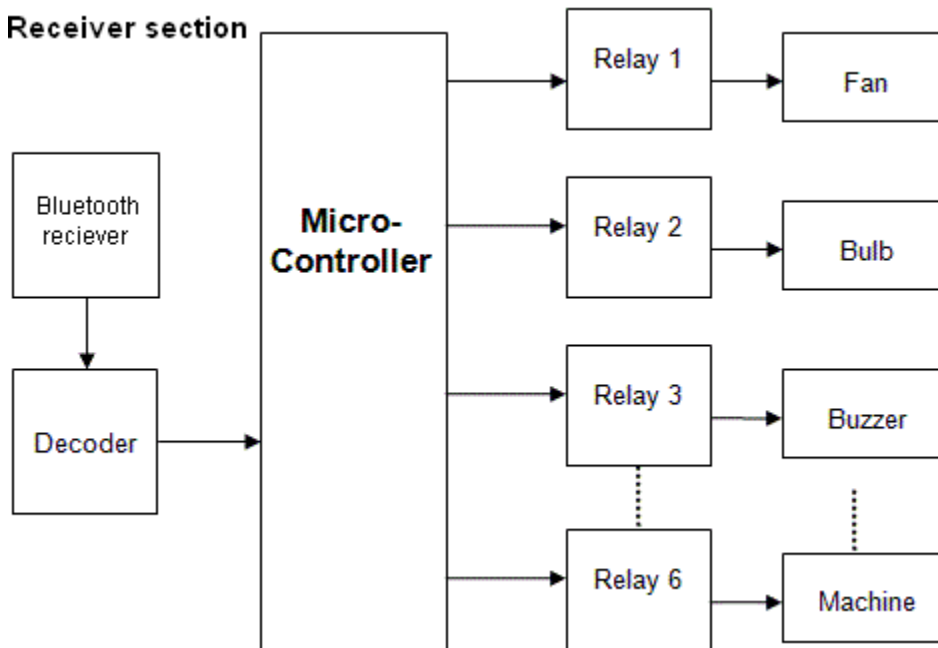 Receiver section
Bluetooth
reciever
Decoder
Micro-
Controller
Relay 1
Fan
Relay 2
Bulb
Relay 3
Buzzer
Relay 6
Machine